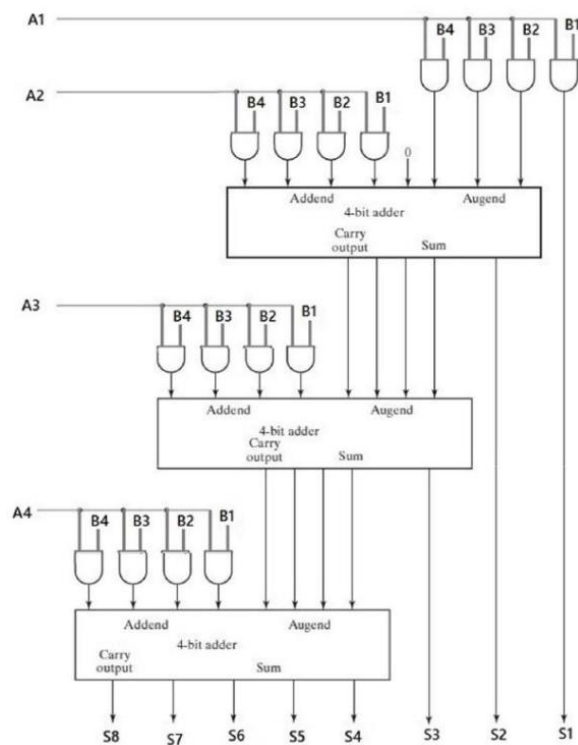 A1
B4 B3 B2 B1
A2
B4 B3 B2 B1
0
Addend Augend
4-bit adder
Carry output Sum
A3
B4 B3 B2 B1
Addend Augend
4-bit adder
Carry output Sum
A4
B4 B3 B2 B1
Addend Augend
4-bit adder
Carry output Sum
S8 S7 S6 S5 S4 S3 S2 S1